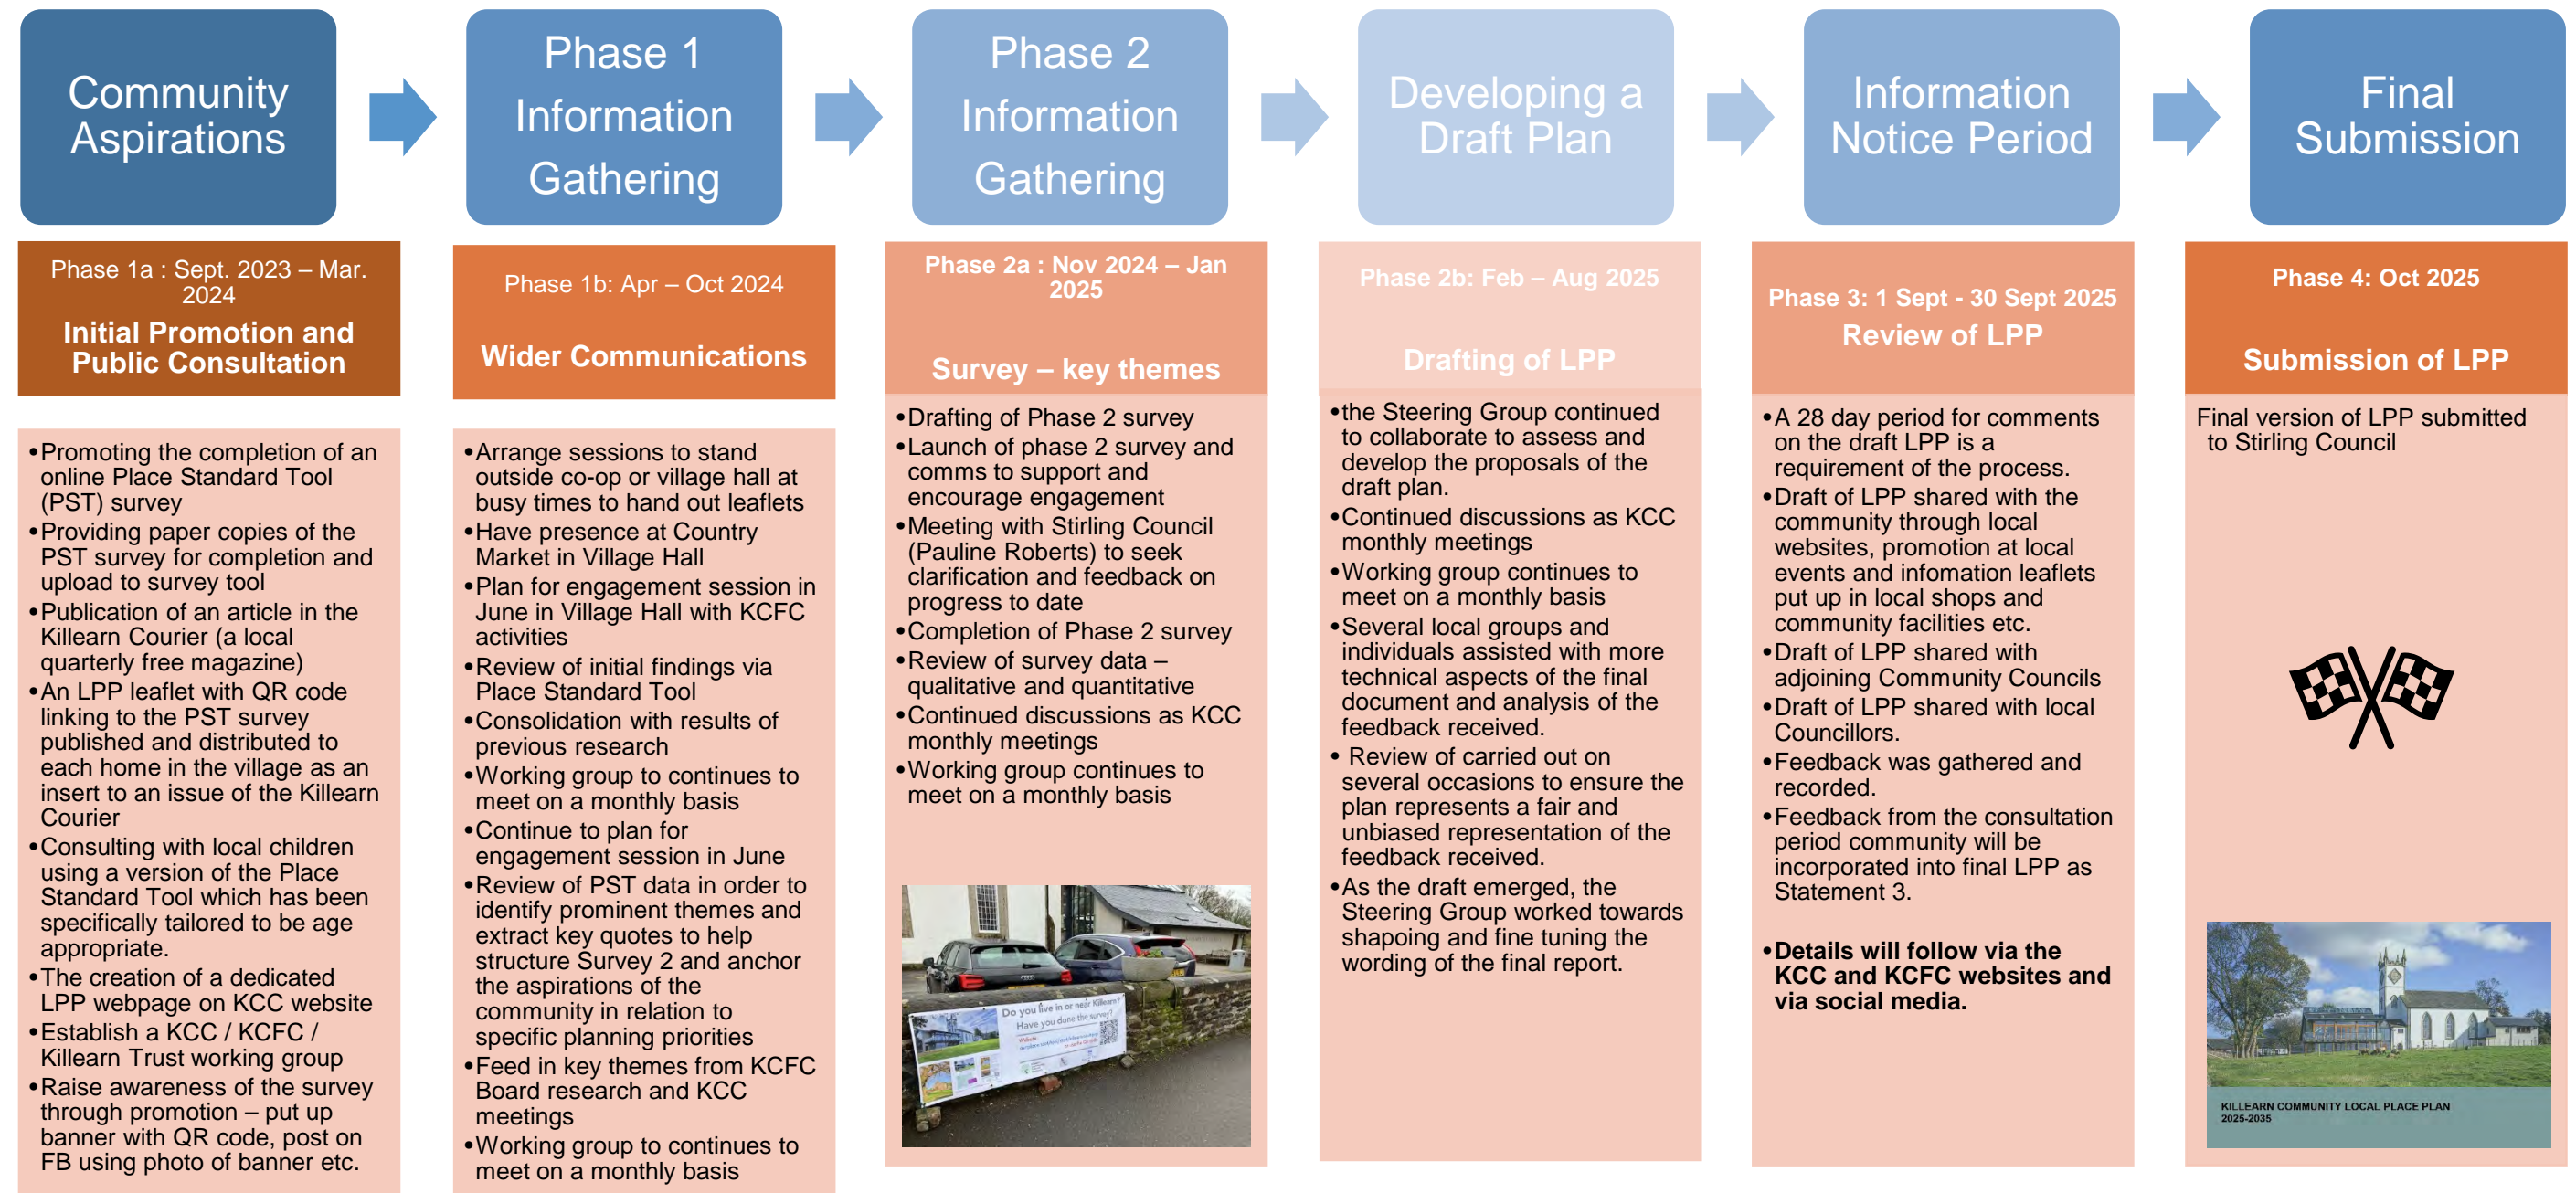 Community
Aspirations
Phase 1
Information
Gathering
Phase 2
Information
Gathering
Developing a
Draft Plan
Information
Notice Period
Final
Submission
Phase 1a : Sept. 2023 – Mar.
2024
Initial Promotion and
Public Consultation
•Promoting the completion of an
online Place Standard Tool
(PST) survey
•Providing paper copies of the
PST survey for completion and
upload to survey tool
•Publication of an article in the
Killearn Courier (a local
quarterly free magazine)
•An LPP leaflet with QR code
linking to the PST survey
published and distributed to
each home in the village as an
insert to an issue of the Killearn
Courier
•Consulting with local children
using a version of the Place
Standard Tool which has been
specifically tailored to be age
appropriate.
•The creation of a dedicated
LPP webpage on KCC website
•Establish a KCC / KCFC /
Killearn Trust working group
•Raise awareness of the survey
through promotion – put up
banner with QR code, post on
FB using photo of banner etc.
Phase 1b: Apr – Oct 2024
Wider Communications
•Arrange sessions to stand
outside co-op or village hall at
busy times to hand out leaflets
•Have presence at Country
Market in Village Hall
•Plan for engagement session in
June in Village Hall with KCFC
activities
•Review of initial findings via
Place Standard Tool
•Consolidation with results of
previous research
•Working group to continues to
meet on a monthly basis
•Continue to plan for
engagement session in June
•Review of PST data in order to
identify prominent themes and
extract key quotes to help
structure Survey 2 and anchor
the aspirations of the
community in relation to
specific planning priorities
•Feed in key themes from KCFC
Board research and KCC
meetings
•Working group to continues to
meet on a monthly basis
Phase 2a : Nov 2024 – Jan
2025
Survey – key themes
•Drafting of Phase 2 survey
•Launch of phase 2 survey and
comms to support and
encourage engagement
•Meeting with Stirling Council
(Pauline Roberts) to seek
clarification and feedback on
progress to date
•Completion of Phase 2 survey
•Review of survey data –
qualitative and quantitative
•Continued discussions as KCC
monthly meetings
•Working group continues to
meet on a monthly basis
Do you live in or near Killearn?
Have you done the survey?
Phase 2b: Feb – Aug 2025
Drafting of LPP
•the Steering Group continued
to collaborate to assess and
develop the proposals of the
draft plan.
•Continued discussions as KCC
monthly meetings
•Working group continues to
meet on a monthly basis
•Several local groups and
individuals assisted with more
technical aspects of the final
document and analysis of the
feedback received.
• Review of carried out on
several occasions to ensure the
plan represents a fair and
unbiased representation of the
feedback received.
•As the draft emerged, the
Steering Group worked towards
shapoing and fine tuning the
wording of the final report.
Phase 3: 1 Sept - 30 Sept 2025
Review of LPP
•A 28 day period for comments
on the draft LPP is a
requirement of the process.
•Draft of LPP shared with the
community through local
websites, promotion at local
events and infomation leaflets
put up in local shops and
community facilities etc.
•Draft of LPP shared with
adjoining Community Councils
•Draft of LPP shared with local
Councillors.
•Feedback was gathered and
recorded.
•Feedback from the consultation
period community will be
incorporated into final LPP as
Statement 3.
•Details will follow via the
KCC and KCFC websites and
via social media.
Phase 4: Oct 2025
Submission of LPP
Final version of LPP submitted
to Stirling Council
KILLEARN COMMUNITY LOCAL PLACE PLAN
2025-2035